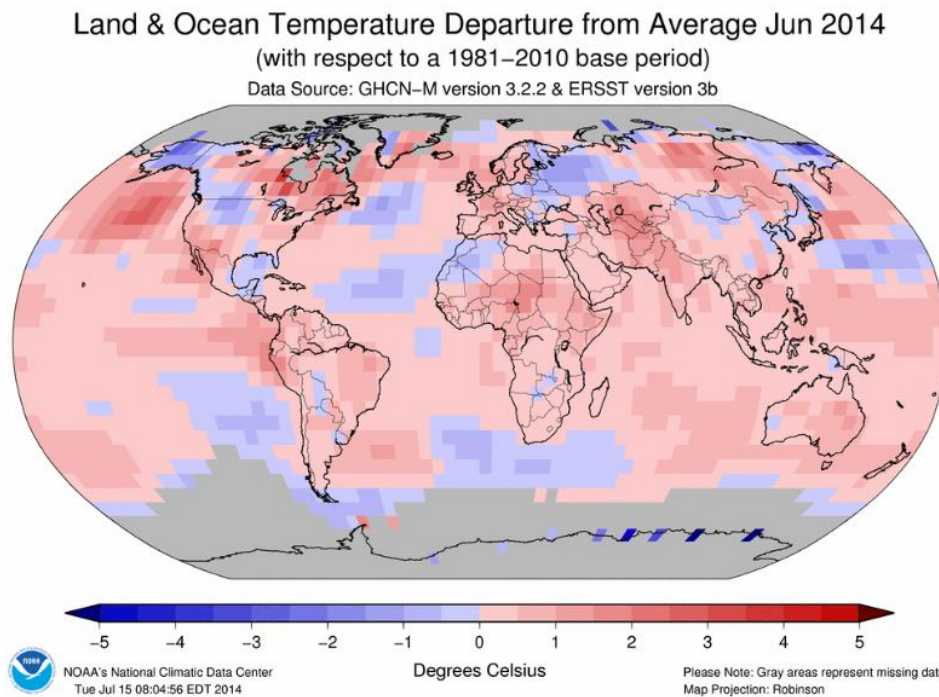 Land & Ocean Temperature Departure from Average Jun 2014
(with respect to a 1981–2010 base period)
Data Source: GHCN–M version 3.2.2 & ERSST version 3b
−5 −4 −3 −2 −1 0 1 2 3 4 5
Degrees Celsius
noaa
NOAA's National Climatic Data Center
Tue Jul 15 08:04:56 EDT 2014
Please Note: Gray areas represent missing dat
Map Projection: Robinson